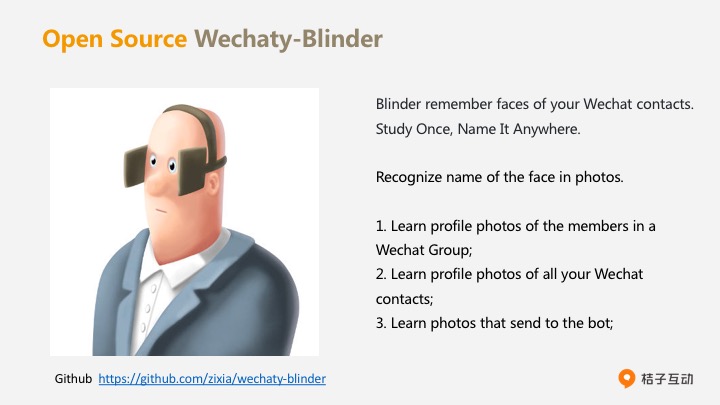 Open Source Wechaty-Blinder
Blinder remember faces of your Wechat contacts.
Study Once, Name It Anywhere.
Recognize name of the face in photos.
1. Learn profile photos of the members in a
Wechat Group;
2. Learn profile photos of all your Wechat
contacts;
3. Learn photos that send to the bot;
Github https://github.com/zixia/wechaty-blinder
桔子互动